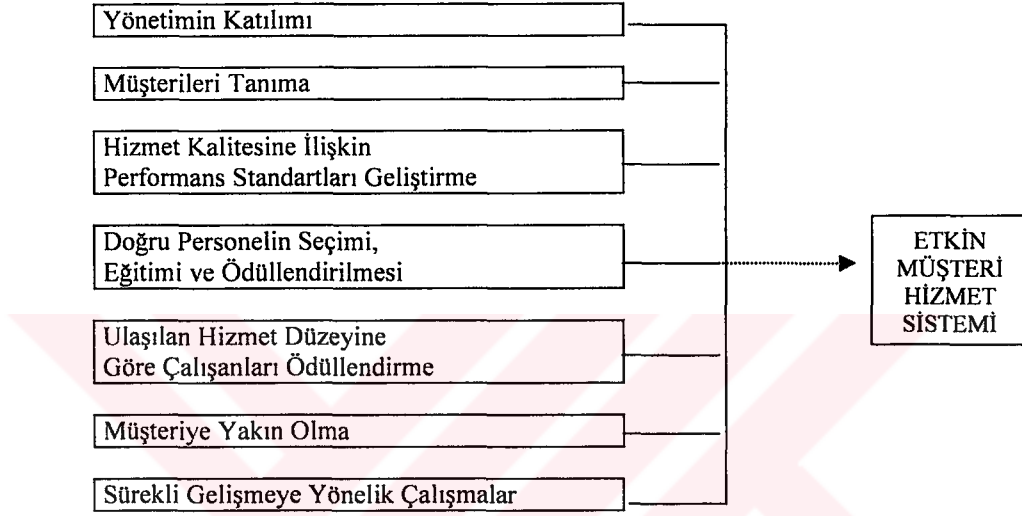 Yönetimin Katılımı
Müşterileri Tanıma
Hizmet Kalitesine İlişkin
Performans Standartları Geliştirme
Doğru Personelin Seçimi,
Eğitimi ve Ödüllendirilmesi
Ulaşılan Hizmet Düzeyine
Göre Çalışanları Ödüllendirme
Müşteriye Yakın Olma
Sürekli Gelişmeye Yönelik Çalışmalar
ETKİN
MÜŞTERİ
HİZMET
SİSTEMİ